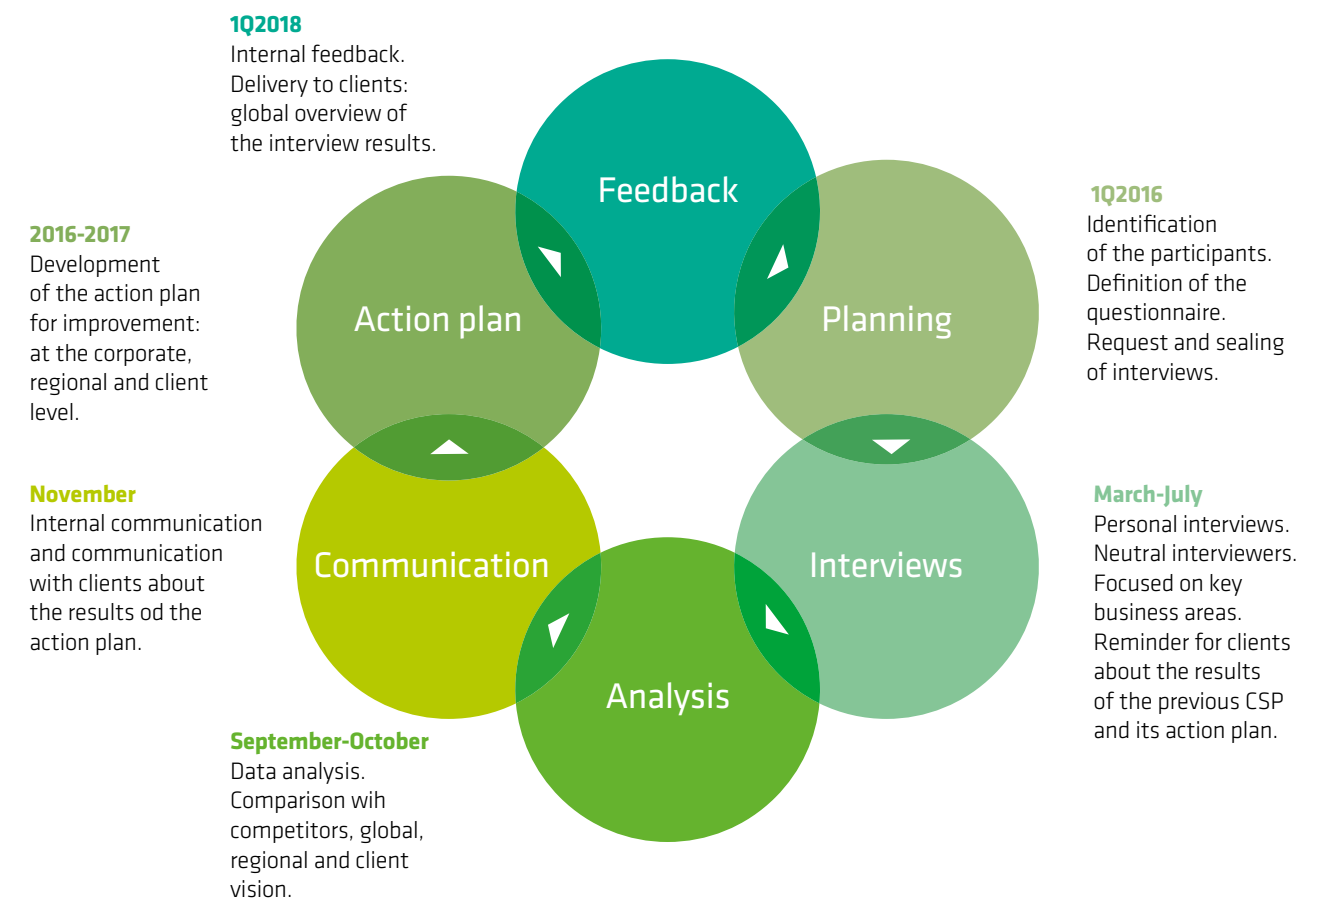 1Q2018
Internal feedback.
Delivery to clients:
global overview of
the interview results.
Feedback
1Q2016
Identification
of the participants.
Definition of the
questionnaire.
Request and sealing
of interviews.
Planning
March-July
Personal interviews.
Neutral interviewers.
Focused on key
business areas.
Reminder for clients
about the results
of the previous CSP
and its action plan.
Interviews
Analysis
September-October
Data analysis.
Comparison wih
competitors, global,
regional and client
vision.
Communication
November
Internal communication
and communication
with clients about
the results od the
action plan.
Action plan
2016-2017
Development
of the action plan
for improvement:
at the corporate,
regional and client
level.